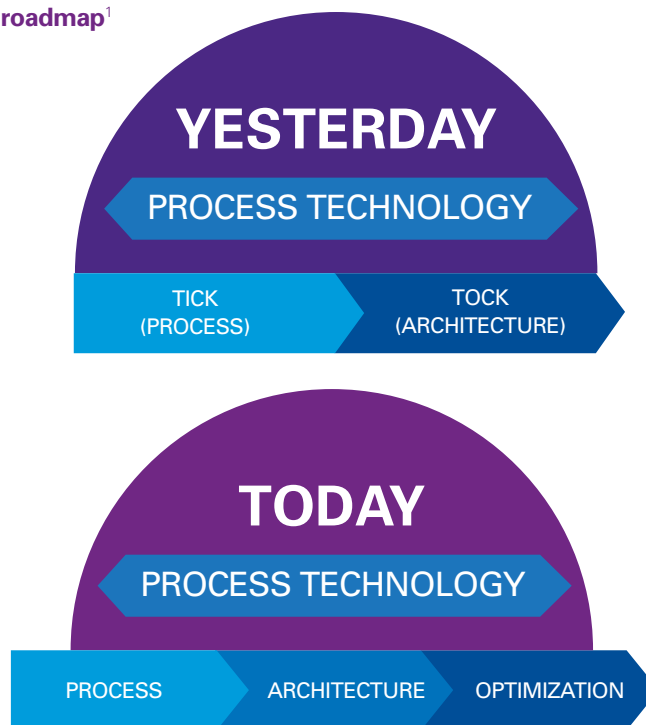 roadmap¹
YESTERDAY
PROCESS TECHNOLOGY
TICK
(PROCESS)
TOCK
(ARCHITECTURE)
TODAY
PROCESS TECHNOLOGY
PROCESS
ARCHITECTURE
OPTIMIZATION